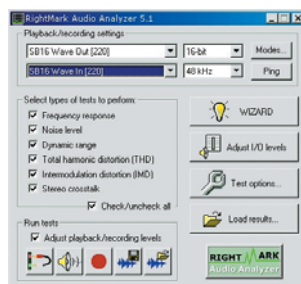 RightMark Audio Analyzer 5.1
Playback/recording settings
SB16 Wave Out [220]
16-bit
Modes...
SB16 Wave In [220]
48 kHz
Ping
Select types of tests to perform:
Frequency response
Noise level
Dynamic range
Total harmonic distortion (THD)
Intermodulation distortion (IMD)
Stereo crosstalk
Check/uncheck all
WIZARD
Adjust I/O levels
Test options...
Load results...
Run tests
Adjust playback/recording levels
RIGHT MARK
Audio Analyzer